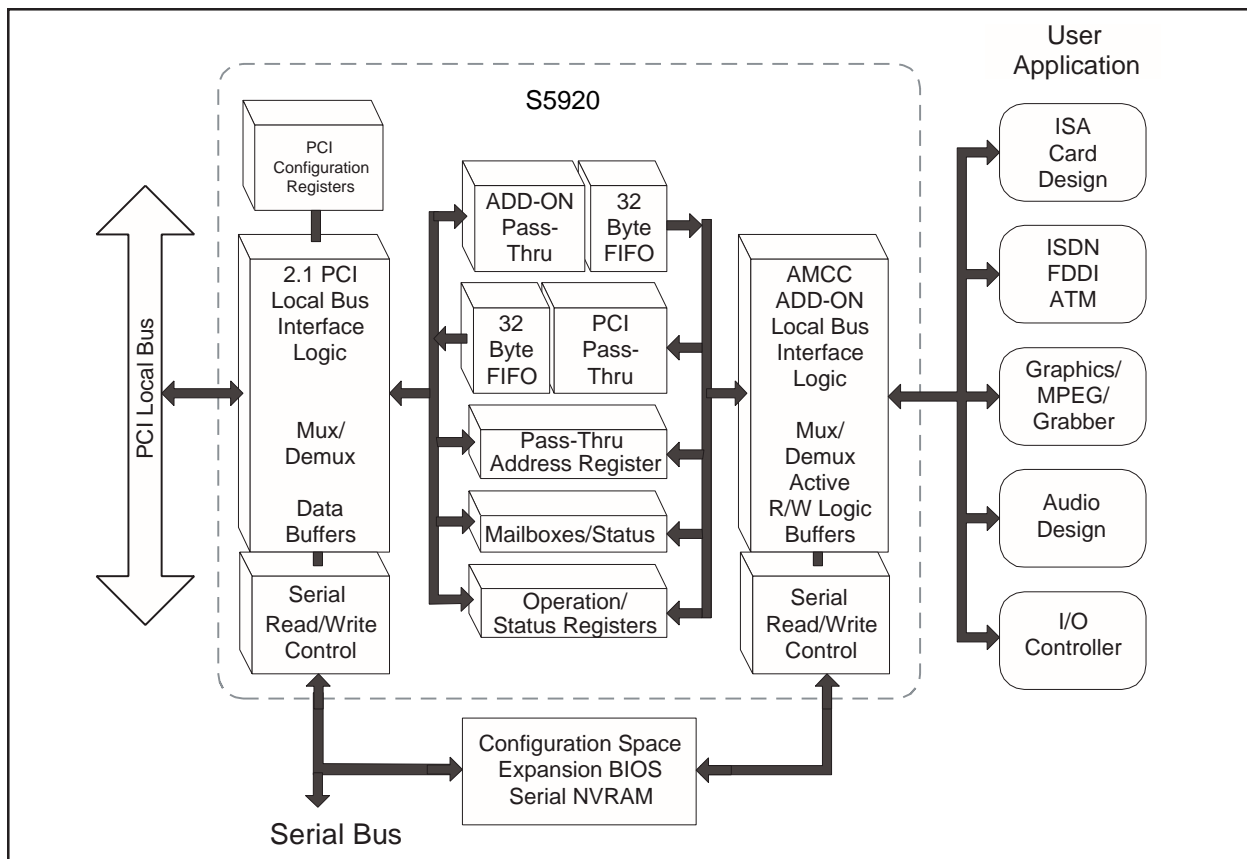 User
Application
S5920
PCI
Configuration
Registers
ADD-ON
Pass-
Thru
32
Byte
FIFO
ISA
Card
Design
PCI Local Bus
2.1 PCI
Local Bus
Interface
Logic
Mux/
Demux
Data
Buffers
32
Byte
FIFO
PCI
Pass-
Thru
Pass-Thru
Address Register
Mailboxes/Status
Operation/
Status Registers
AMCC
ADD-ON
Local Bus
Interface
Logic
Mux/
Demux
Active
R/W Logic
Buffers
ISDN
FDDI
ATM
Graphics/
MPEG/
Grabber
Audio
Design
I/O
Controller
Serial
Read/Write
Control
Serial
Read/Write
Control
Configuration Space
Expansion BIOS
Serial NVRAM
Serial Bus